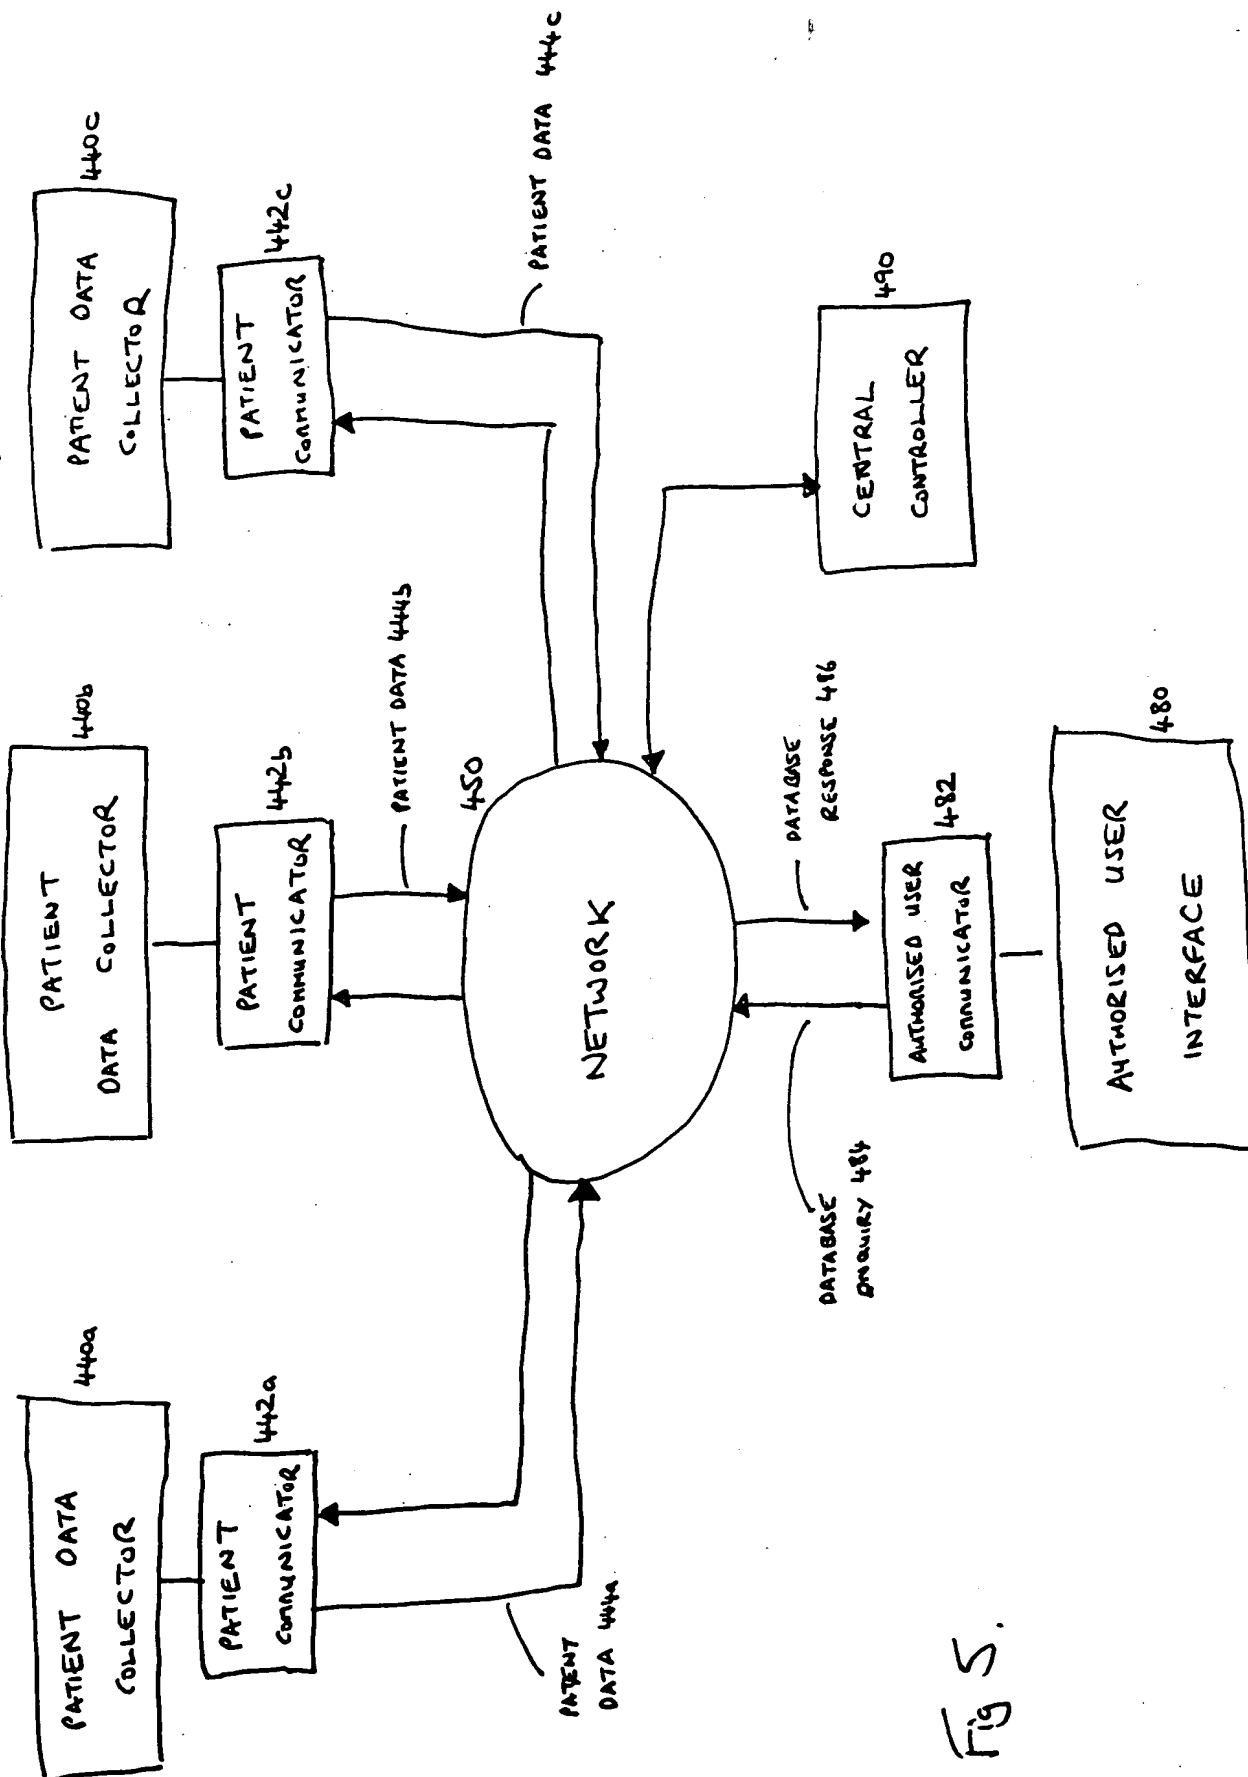 440a
PATIENT DATA
COLLECTOR
442a
PATIENT
COMMUNICATOR
PATIENT
DATA 444a
440b
PATIENT
DATA COLLECTOR
442b
PATIENT
COMMUNICATOR
PATIENT DATA 444b
440c
PATIENT DATA
COLLECTOR
442c
PATIENT
COMMUNICATOR
PATIENT DATA 444c
450
NETWORK
DATABASE
ENQUIRY 484
DATABASE
RESPONSE 486
482
AUTHORISED USER
COMMUNICATOR
480
AUTHORISED USER
INTERFACE
490
CENTRAL
CONTROLLER
Fig 5.